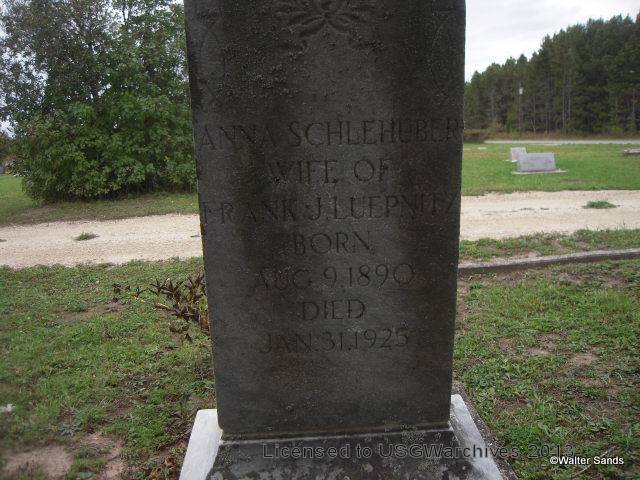 ANNA SCHLEHUBER
WIFE OF
FRANK J. LUEPNITZ
BORN
AUG. 9, 1890
DIED
JAN. 31, 1925
Licensed to USGWarchives 2013
©Walter Sands